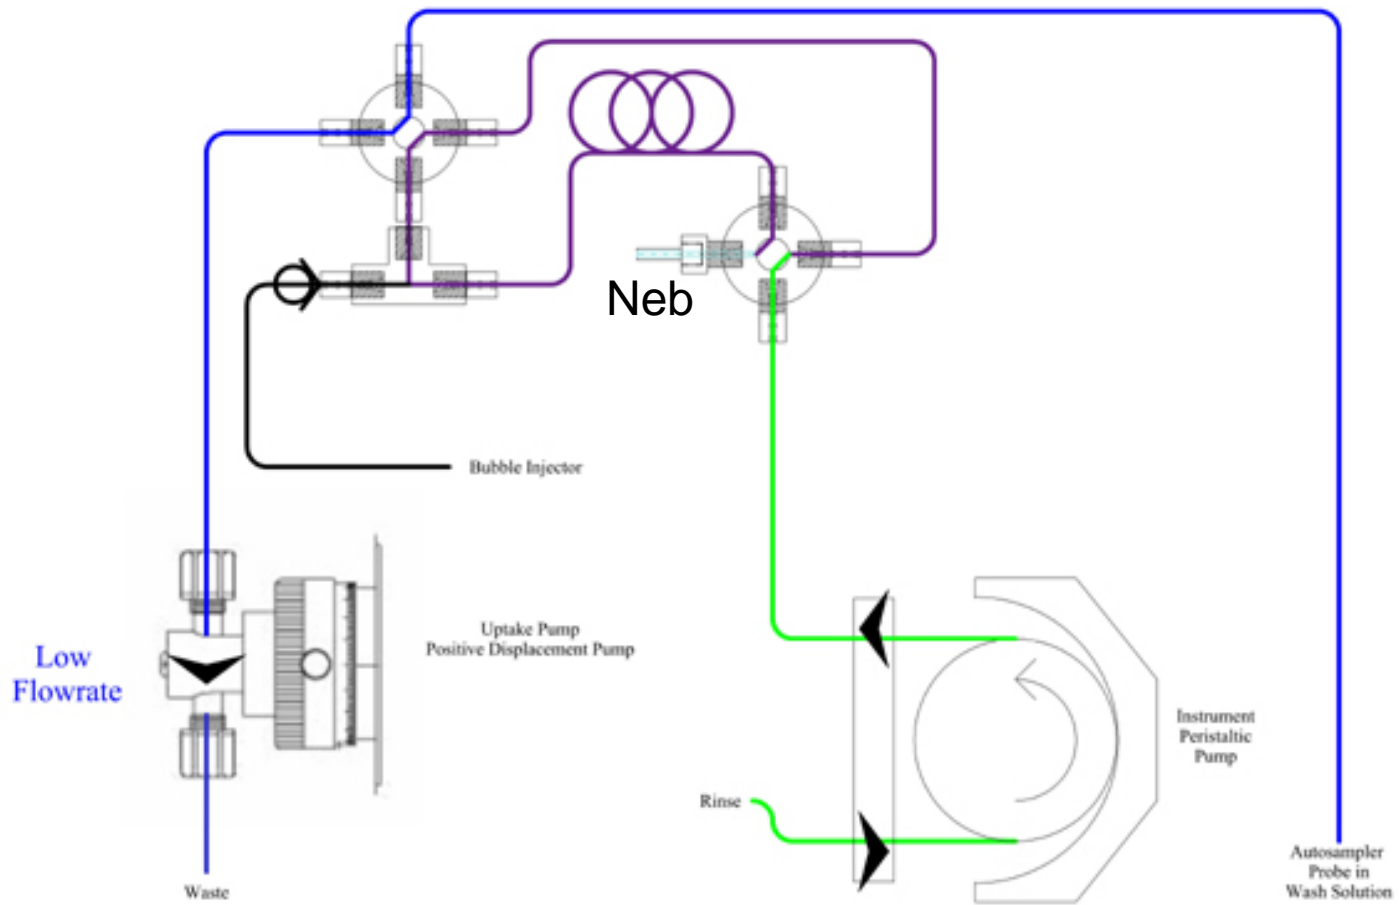 Neb
Bubble Injector
Uptake Pump
Positive Displacement Pump
Low
Flowrate
Instrument
Peristaltic
Pump
Rinse
Autosampler
Probe in
Wash Solution
Waste